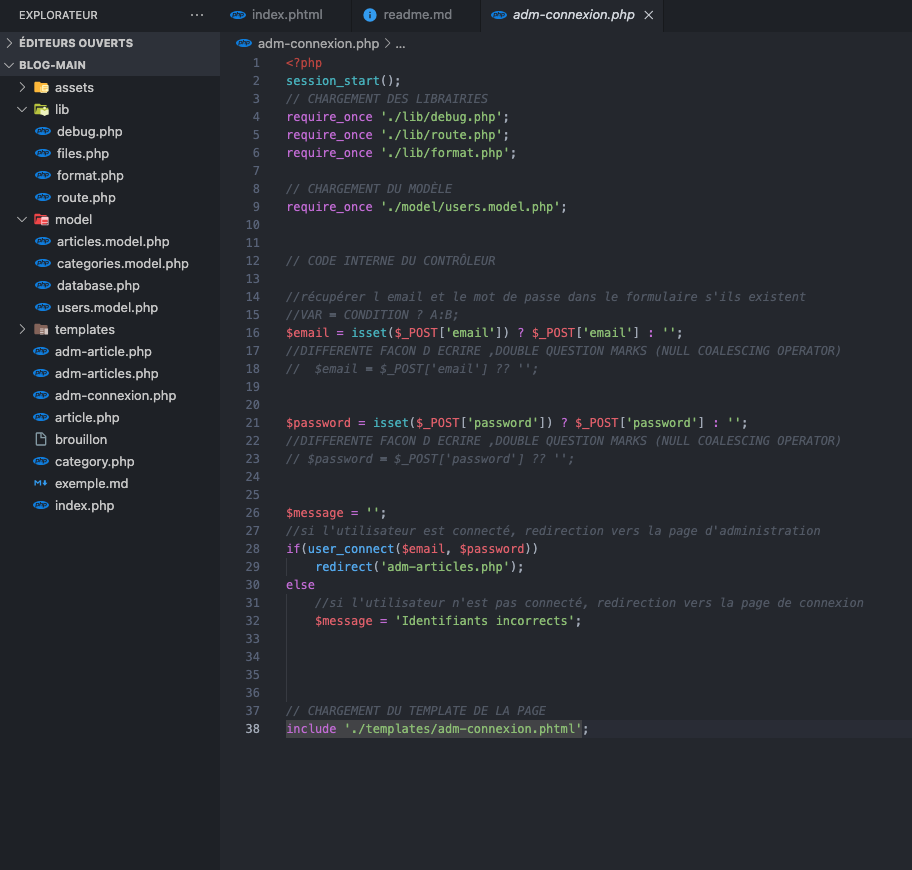 EXPLORATEUR ...
ÉDITEURS OUVERTS
BLOG-MAIN
assets
lib
debug.php
files.php
format.php
route.php
model
articles.model.php
categories.model.php
database.php
users.model.php
templates
adm-article.php
adm-articles.php
adm-connexion.php
article.php
brouillon
category.php
exemple.md
index.php
index.phtml readme.md adm-connexion.php
adm-connexion.php > ...
1 <?php
2 session_start();
3 // CHARGEMENT DES LIBRAIRIES
4 require_once './lib/debug.php';
5 require_once './lib/route.php';
6 require_once './lib/format.php';
7
8 // CHARGEMENT DU MODÈLE
9 require_once './model/users.model.php';
10
11
12 // CODE INTERNE DU CONTRÔLEUR
13
14 //récupérer l email et le mot de passe dans le formulaire s'ils existent
15 //VAR = CONDITION ? A:B;
16 $email = isset($_POST['email']) ? $_POST['email'] : '';
17 //DIFFERENTE FACON D ECRIRE ,DOUBLE QUESTION MARKS (NULL COALESCING OPERATOR)
18 //  $email = $_POST['email'] ?? '';
19
20
21 $password = isset($_POST['password']) ? $_POST['password'] : '';
22 //DIFFERENTE FACON D ECRIRE ,DOUBLE QUESTION MARKS (NULL COALESCING OPERATOR)
23 // $password = $_POST['password'] ?? '';
24
25
26 $message = '';
27 //si l'utilisateur est connecté, redirection vers la page d'administration
28 if(user_connect($email, $password))
29     redirect('adm-articles.php');
30 else
31     //si l'utilisateur n'est pas connecté, redirection vers la page de connexion
32     $message = 'Identifiants incorrects';
33
34
35
36
37 // CHARGEMENT DU TEMPLATE DE LA PAGE
38 include './templates/adm-connexion.phtml';